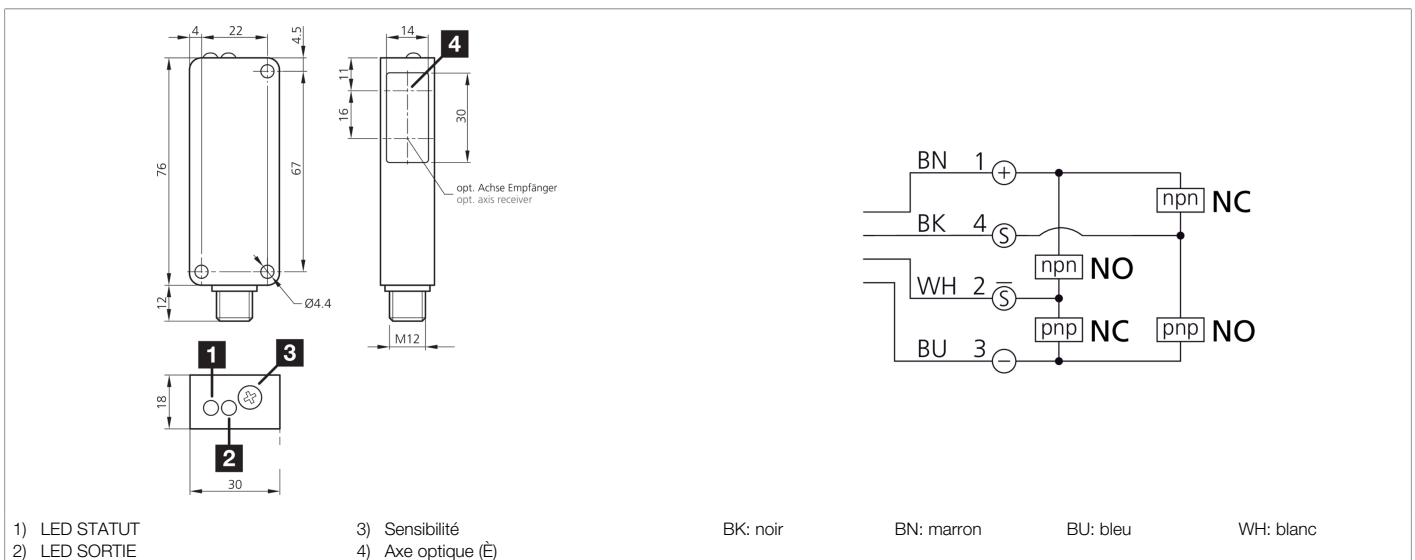 4 22 4.5
76
67
12
Ø4.4
14
4
11
16
30
opt. Achse Empfänger
opt. axis receiver
M12
1
3
18
2
30
BN 1 +
npn NC
BK 4 S
npn NO
WH 2 S̅
pnp NC
pnp NO
BU 3 −
1) LED STATUT
2) LED SORTIE
3) Sensibilité
4) Axe optique (È)
BK: noir BN: marron BU: bleu WH: blanc